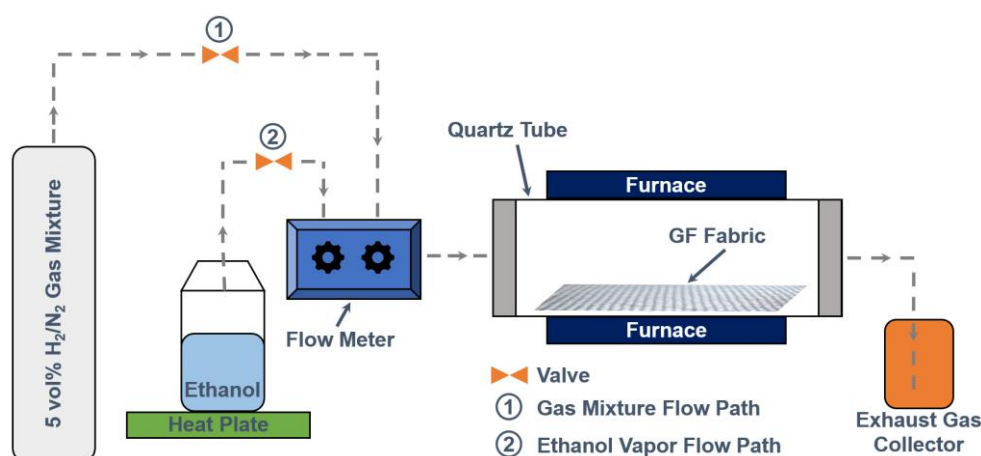 ①
②
5 vol% H₂/N₂ Gas Mixture
Quartz Tube
Furnace
GF Fabric
Flow Meter
Furnace
Ethanol
Heat Plate
Valve
① Gas Mixture Flow Path
② Ethanol Vapor Flow Path
Exhaust Gas
Collector